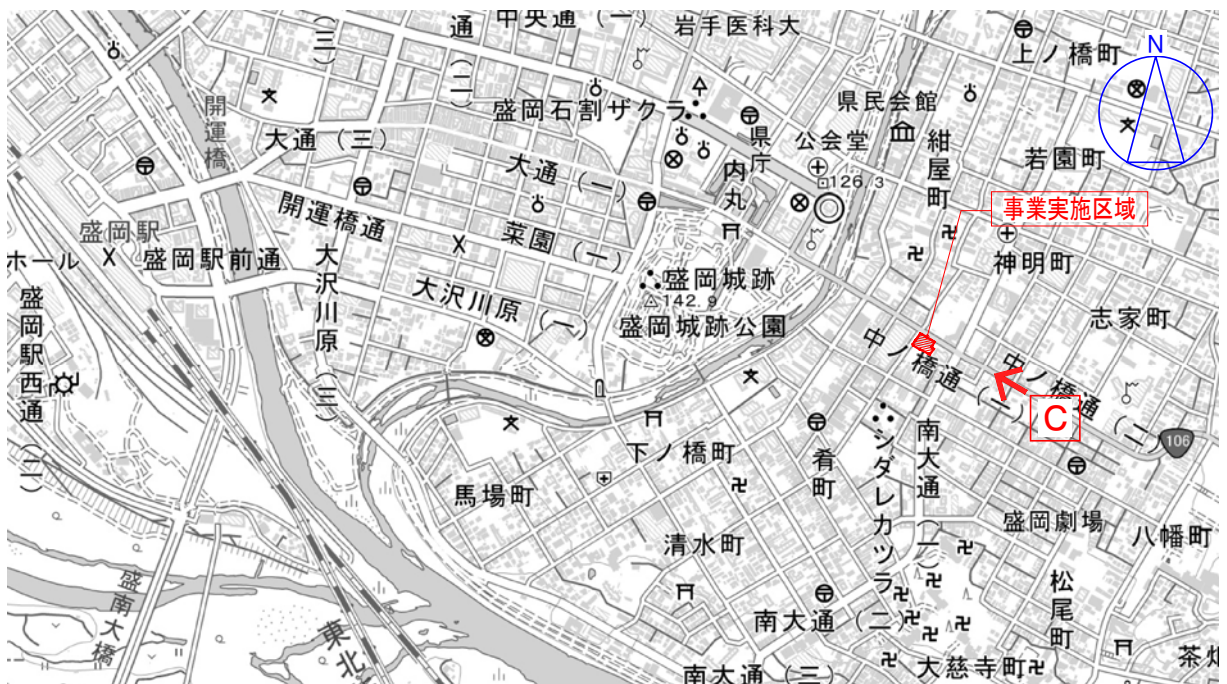 中央通（一）
（三）
通（二）
岩手医科大
上ノ橋町
N
開運橋
盛岡石割ザクラ
県民会館
大通（三）
県庁
公会堂
紺屋町
若園町
大通（一）
内丸
126.3
事業実施区域
開運橋通
菜園（一）
盛岡駅
ホール
盛岡駅前通
大沢川原（三）
盛岡城跡
142.9
神明町
大沢川原（一）
盛岡城跡公園
志家町
盛岡駅西通（二）
中ノ橋通（一）
中ノ橋通（二）
C
106
下ノ橋町
肴町
シダレカツラ
南大通（一）
馬場町
盛岡劇場
清水町
八幡町
盛南大橋
松尾町
南大通（二）
東北
南大通（三）
大慈寺町
茶畑